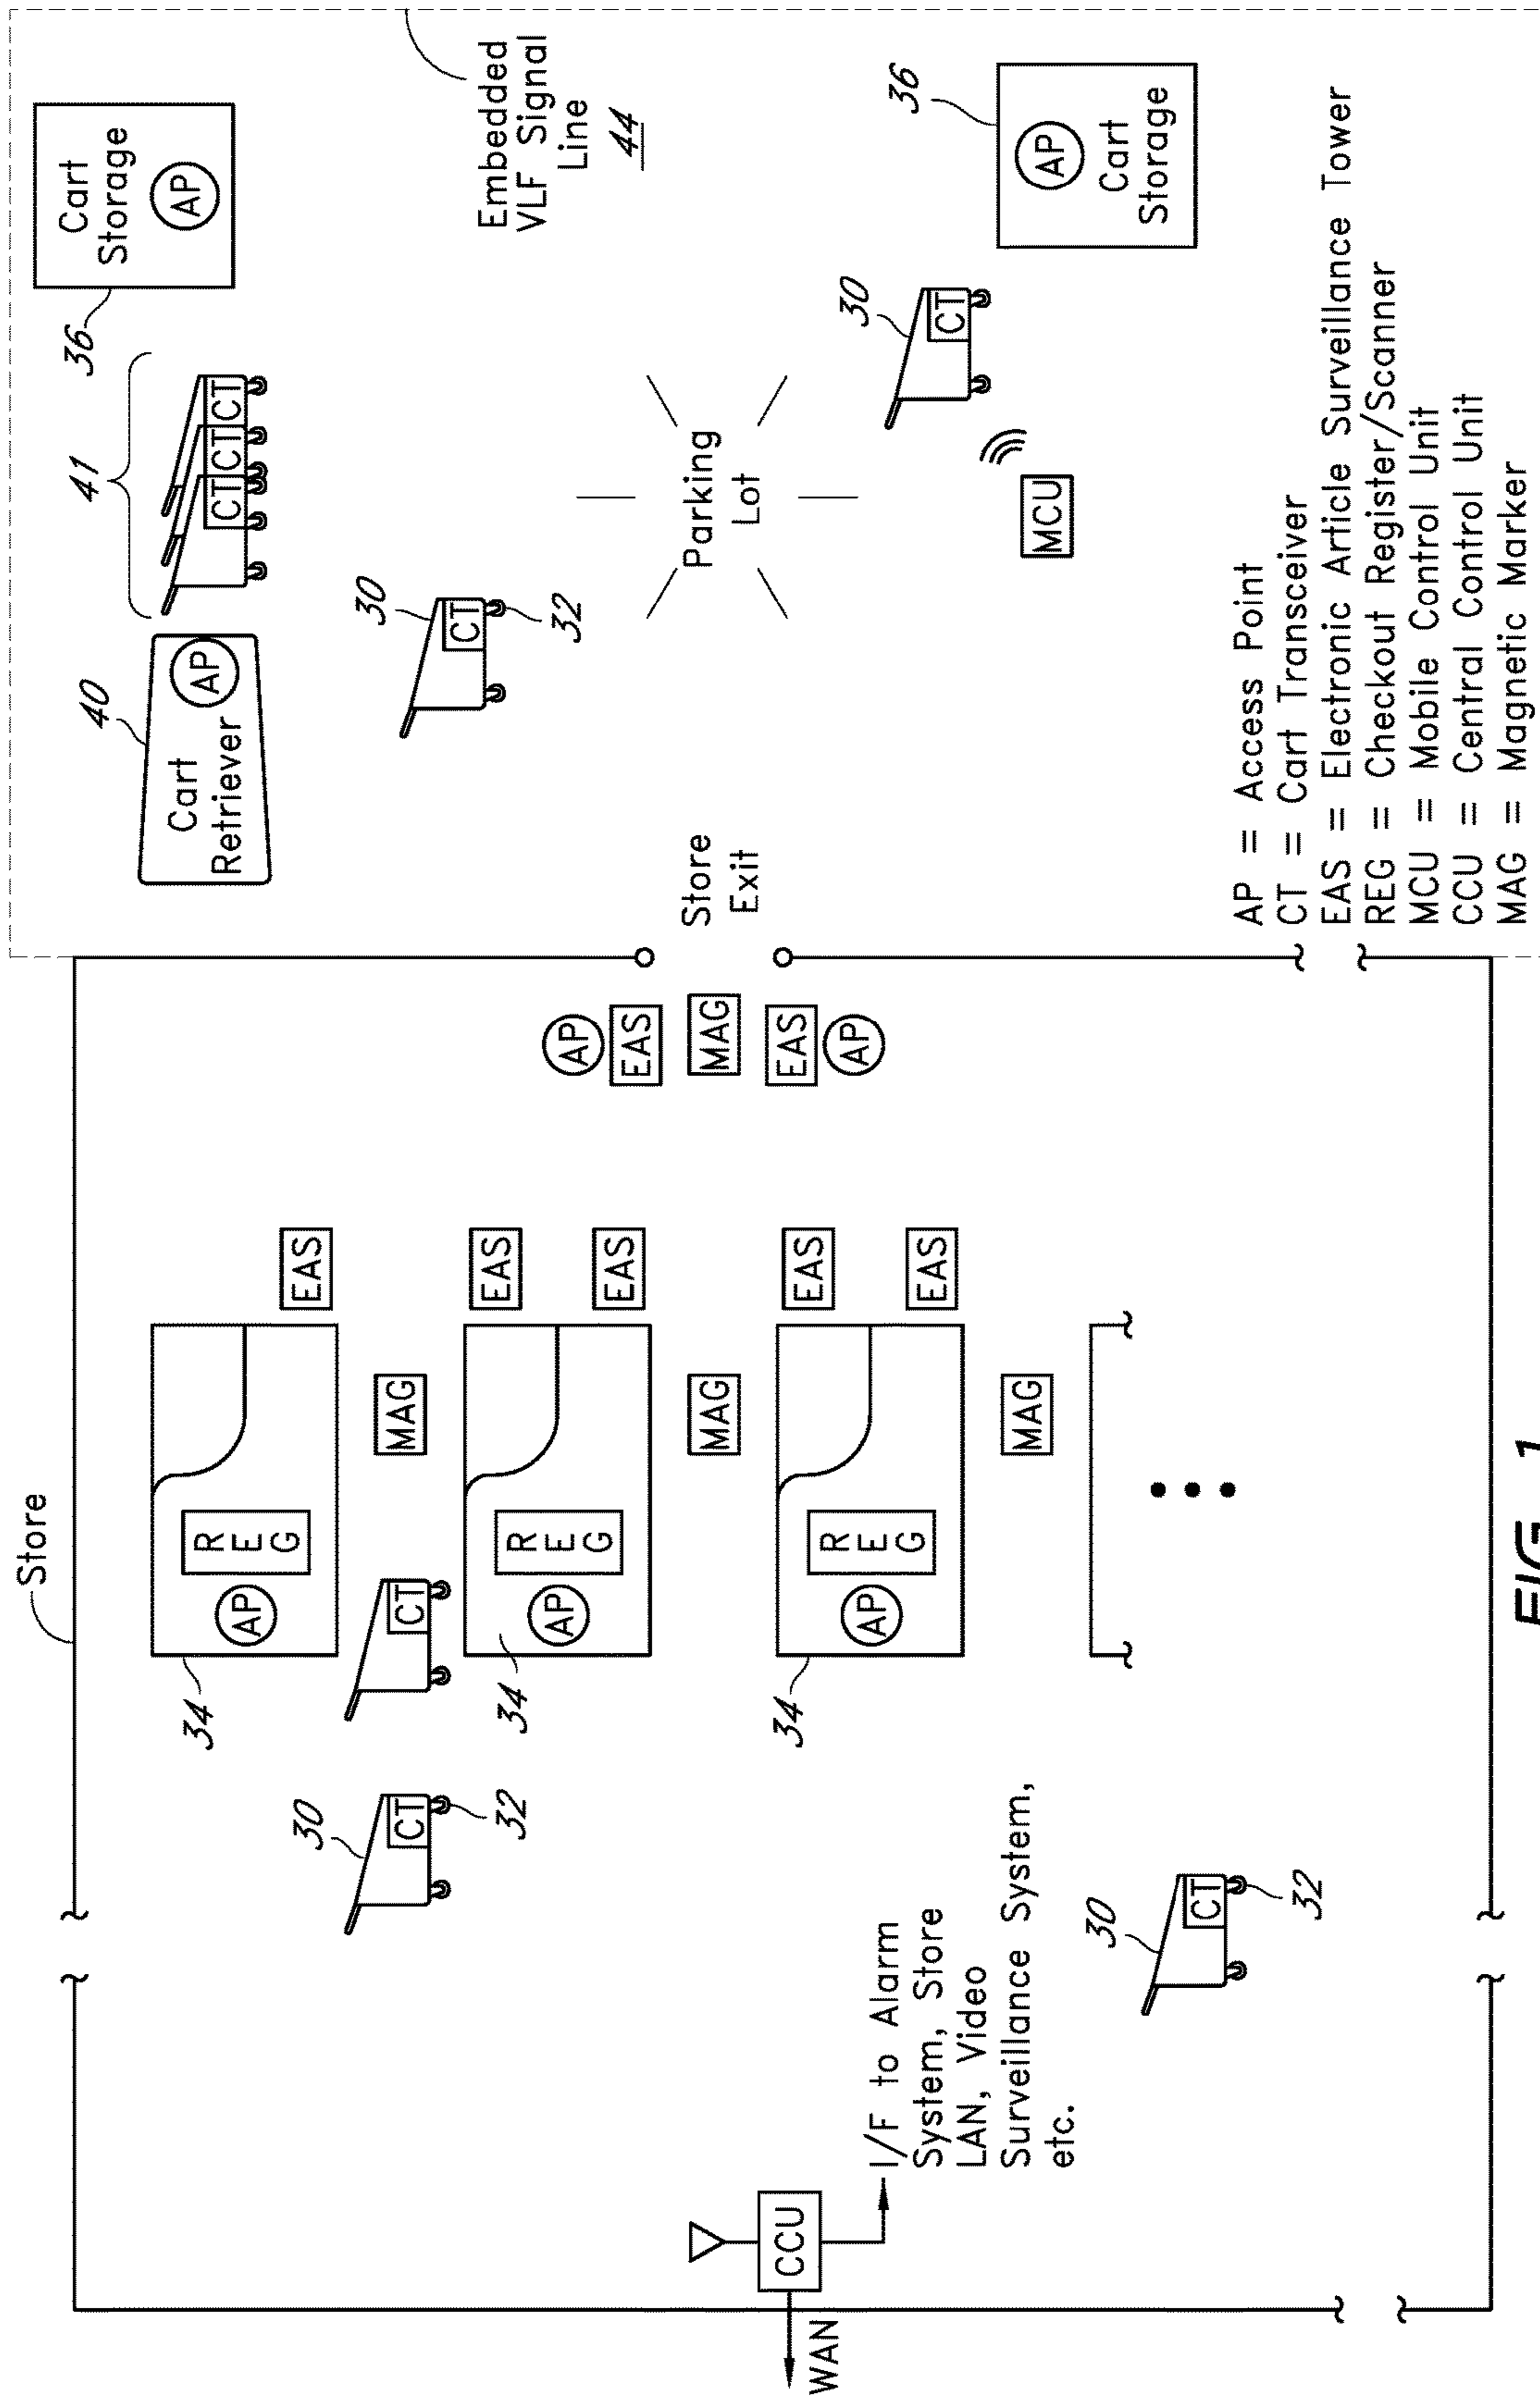 Store
34
AP
R
E
G
EAS
30
CT
32
CT
MAG
34
AP
R
E
G
EAS
EAS
MAG
34
AP
R
E
G
EAS
EAS
MAG
CCU
WAN
I/F to Alarm
System, Store
LAN, Video
Surveillance System,
etc.
30
CT
32
AP
EAS
MAG
EAS
AP
Store
Exit
40
Cart
Retriever
AP
41
CT CT CT
36
Cart
Storage
AP
30
CT
32
Embedded
VLF Signal
Line
44
Parking
Lot
30
CT
MCU
36
AP
Cart
Storage
AP = Access Point
CT = Cart Transceiver
EAS = Electronic Article Surveillance Tower
REG = Checkout Register/Scanner
MCU = Mobile Control Unit
CCU = Central Control Unit
MAG = Magnetic Marker
FIG. 1